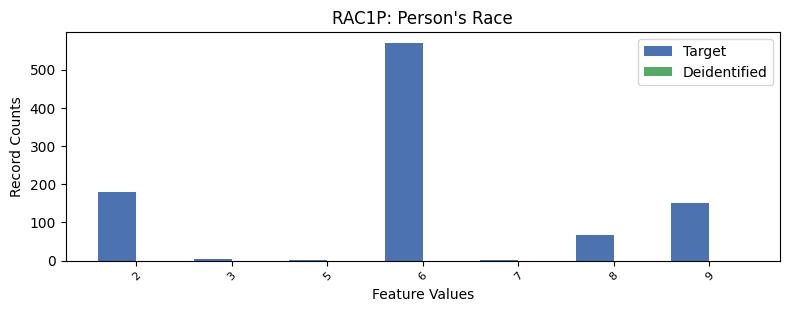 RAC1P: Person's Race
Target
Deidentified
Record Counts
500
400
300
200
100
0
2 3 5 6 7 8 9
Feature Values